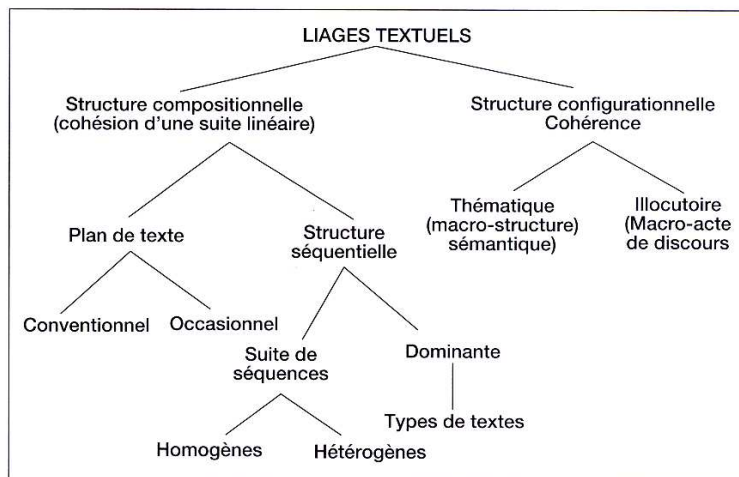 LIAGES TEXTUELS
Structure compositionnelle
(cohésion d'une suite linéaire)
Structure configurationnelle
Cohérence
Thématique
(macro-structure)
sémantique)
Illocutoire
(Macro-acte
de discours
Plan de texte
Structure
séquentielle
Conventionnel
Occasionnel
Suite de
séquences
Dominante
Types de textes
Homogènes
Hétérogènes